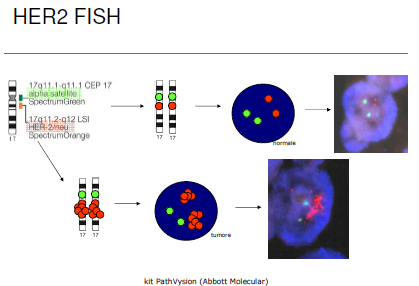 HER2 FISH
17q11.1-q11.1 CEP 17
alpha satellite
SpectrumGreen
17q11.2-q12 LSI
HER-2/neu
SpectrumOrange
17
17 17
normale
17 17
tumore
kit PathVysion (Abbott Molecular)